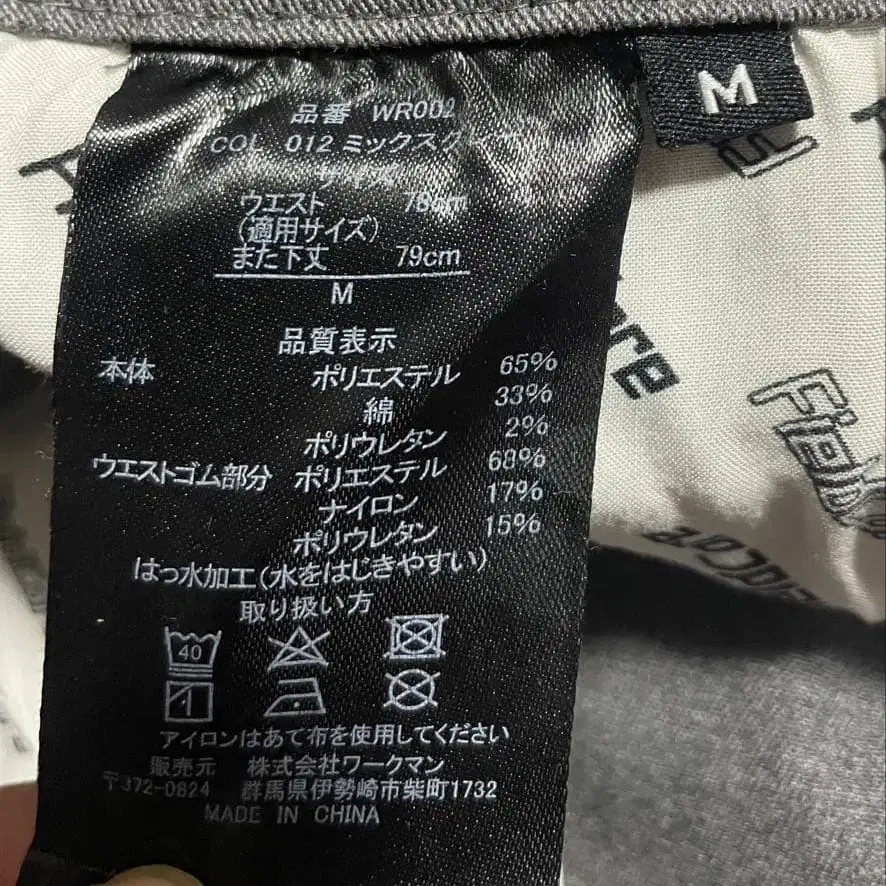 M
品番 WR002
COL 012 ミックスグレー
サイズ
ウエスト 78cm
(適用サイズ)
また下丈 79cm
M
品質表示
本体 ポリエステル 65%
綿 33%
ポリウレタン 2%
ウエストゴム部分 ポリエステル 68%
ナイロン 17%
ポリウレタン 15%
はっ水加工(水をはじきやすい)
取り扱い方
40
アイロンはあて布を使用してください
販売元 株式会社ワークマン
〒372-0824 群馬県伊勢崎市柴町1732
MADE IN CHINA